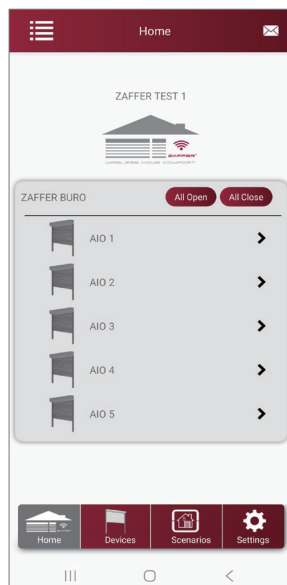 Home
ZAFFER TEST 1
ZAFFER
WIRELESS HOME COMFORT
ZAFFER BURO All Open All Close
AIO 1
AIO 2
AIO 3
AIO 4
AIO 5
Home Devices Scenarios Settings